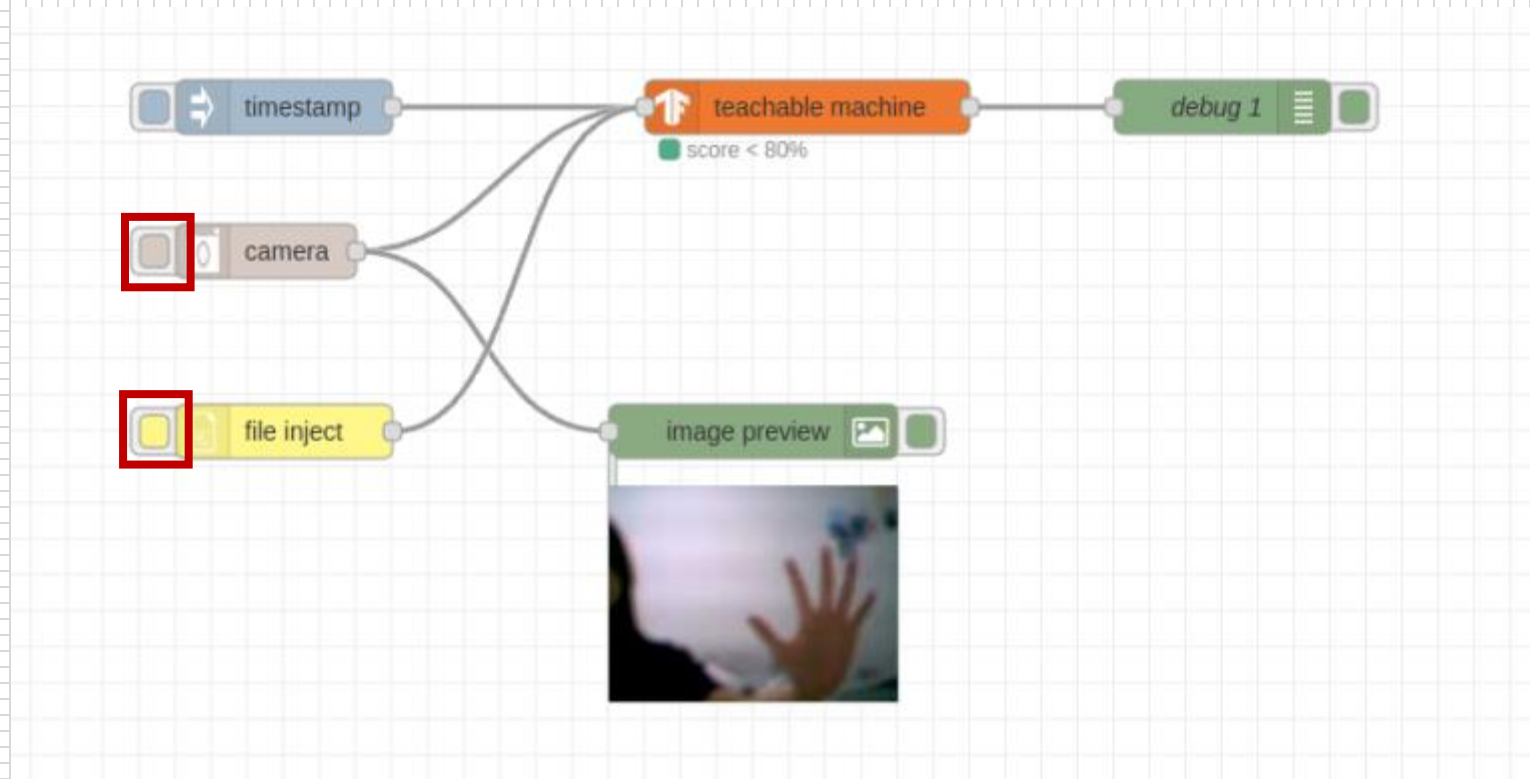 timestamp
teachable machine
debug 1
score < 80%
camera
file inject
image preview